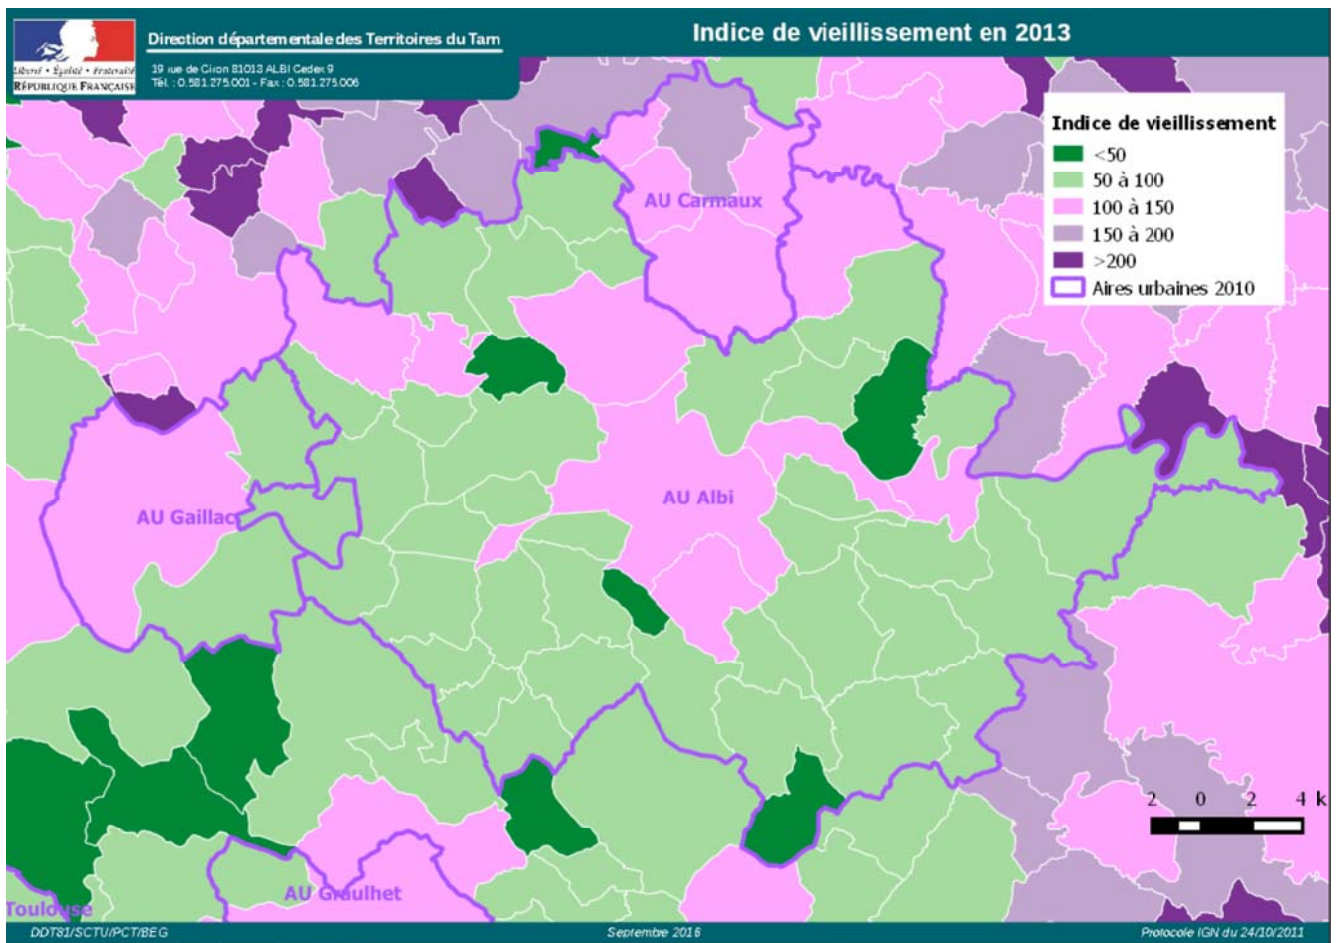 Indice de vieillissement en 2013
Liberté • Égalité • Fraternité
RÉPUBLIQUE FRANÇAISE
Direction départementale des Territoires du Tarn
19 rue de Ciron 81013 ALBI Cedex 9
Tél. : 0.581.275.001 - Fax : 0.581.275.006
Indice de vieillissement
<50
50 à 100
100 à 150
150 à 200
>200
Aires urbaines 2010
AU Carmaux
AU Albi
AU Gaillac
AU Graulhet
Toulouse
2 0 2 4 k
DDT81/SCTU/PCT/BEG
Septembre 2016
Protocole IGN du 24/10/2011